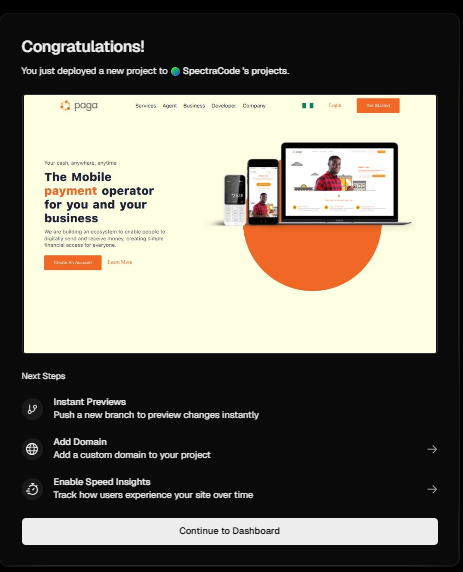 Congratulations!
You just deployed a new project to SpectraCode 's projects.
paga
Services Agent Business Developer Company
Login
Get Started
Your cash, anywhere, anytime
The Mobile
payment operator
for you and your
business
We are building an ecosystem to enable people to
digitally send and receive money, creating simple
financial access for everyone.
Create An Account
Learn More
Next Steps
Instant Previews
Push a new branch to preview changes instantly
Add Domain
Add a custom domain to your project
Enable Speed Insights
Track how users experience your site over time
Continue to Dashboard